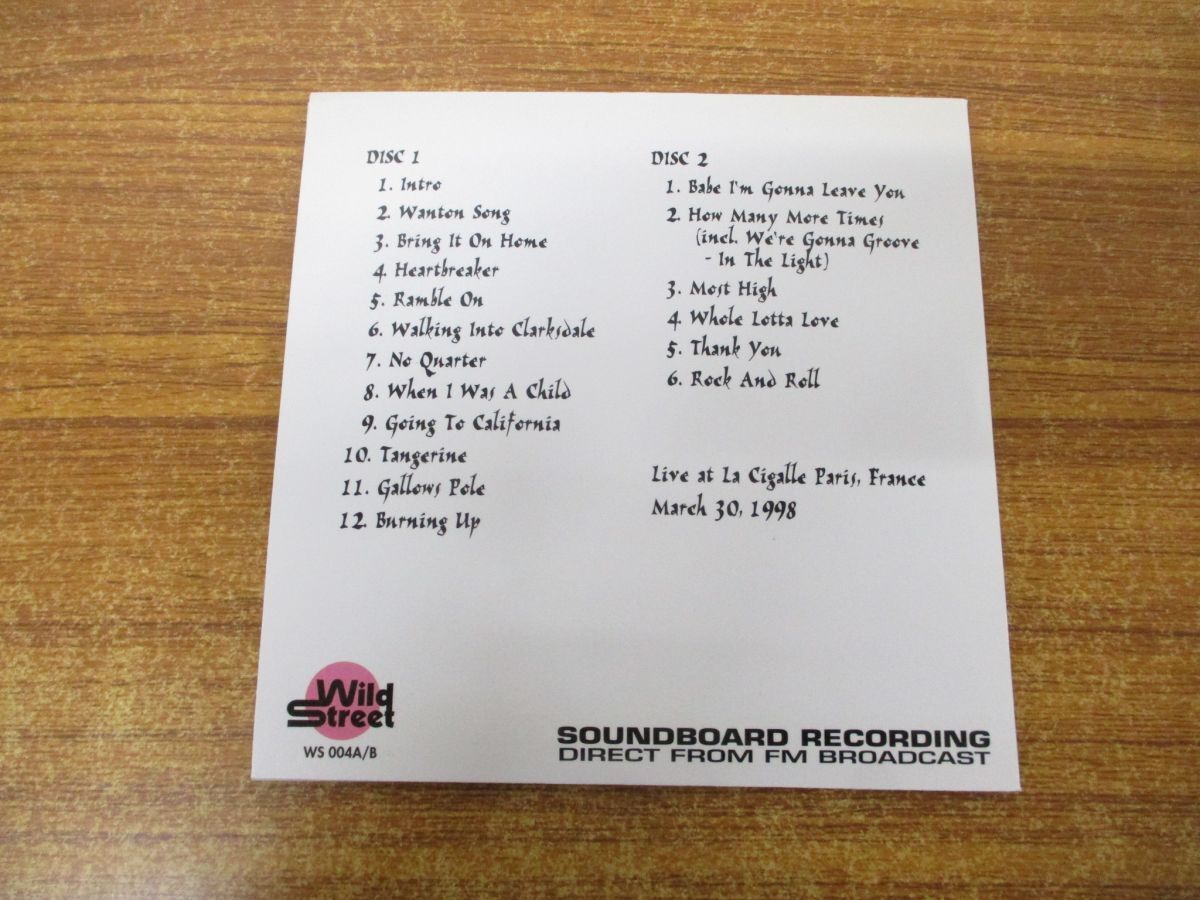 DISC 1
1. Intro
2. Wanton Song
3. Bring It On Home
4. Heartbreaker
5. Ramble On
6. Walking Into Clarksdale
7. No Quarter
8. When I Was A Child
9. Going To California
10. Tangerine
11. Gallows Pole
12. Burning Up
DISC 2
1. Babe I'm Gonna Leave You
2. How Many More Times
(incl. We're Gonna Groove
- In The Light)
3. Most High
4. Whole Lotta Love
5. Thank You
6. Rock And Roll
Live at La Cigalle Paris, France
March 30, 1998
Wild
Street
WS 004A/B
SOUNDBOARD RECORDING
DIRECT FROM FM BROADCAST